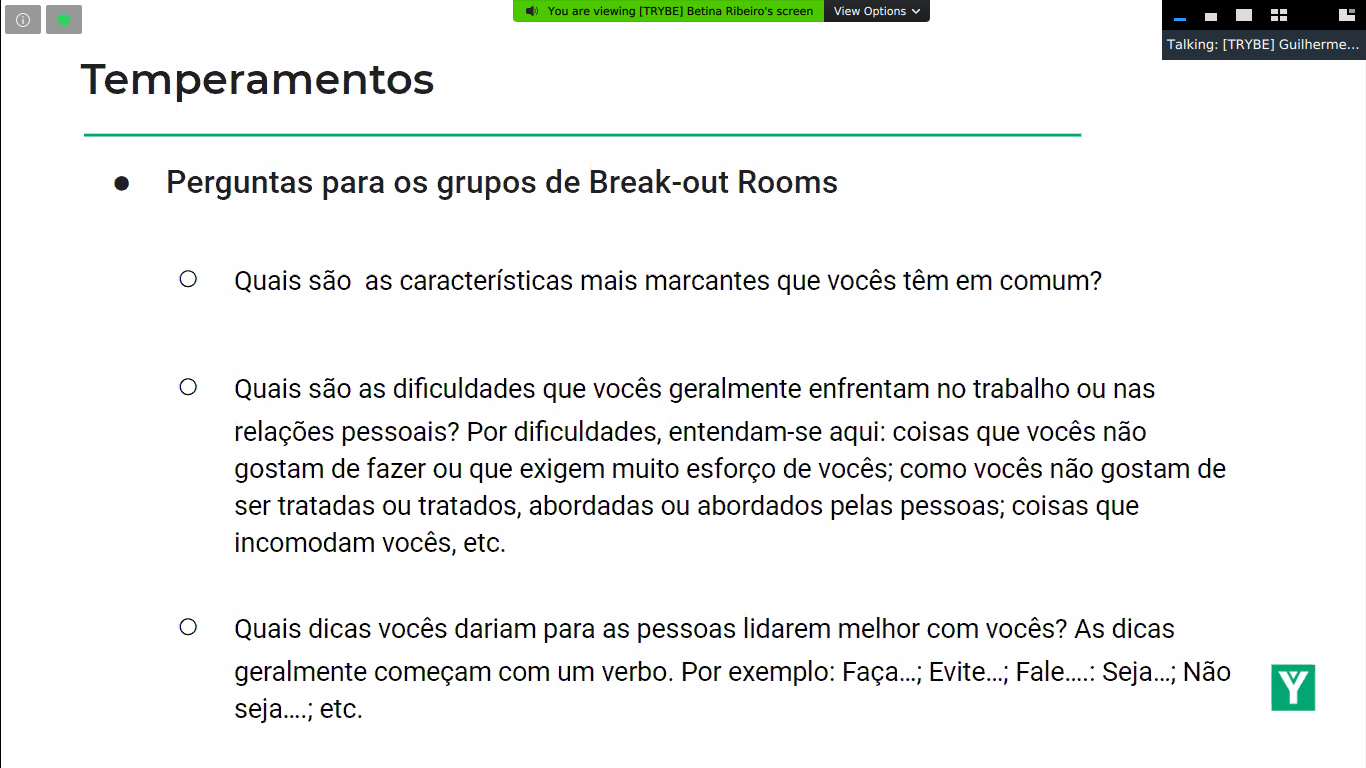 You are viewing [TRYBE] Betina Ribeiro's screen
View Options
Talking: [TRYBE] Guilherme...
Temperamentos
● Perguntas para os grupos de Break-out Rooms
○ Quais são  as características mais marcantes que vocês têm em comum?
○ Quais são as dificuldades que vocês geralmente enfrentam no trabalho ou nas
relações pessoais? Por dificuldades, entendam-se aqui: coisas que vocês não
gostam de fazer ou que exigem muito esforço de vocês; como vocês não gostam de
ser tratadas ou tratados, abordadas ou abordados pelas pessoas; coisas que
incomodam vocês, etc.
○ Quais dicas vocês dariam para as pessoas lidarem melhor com vocês? As dicas
geralmente começam com um verbo. Por exemplo: Faça...; Evite...; Fale....: Seja...; Não
seja....; etc.
Y